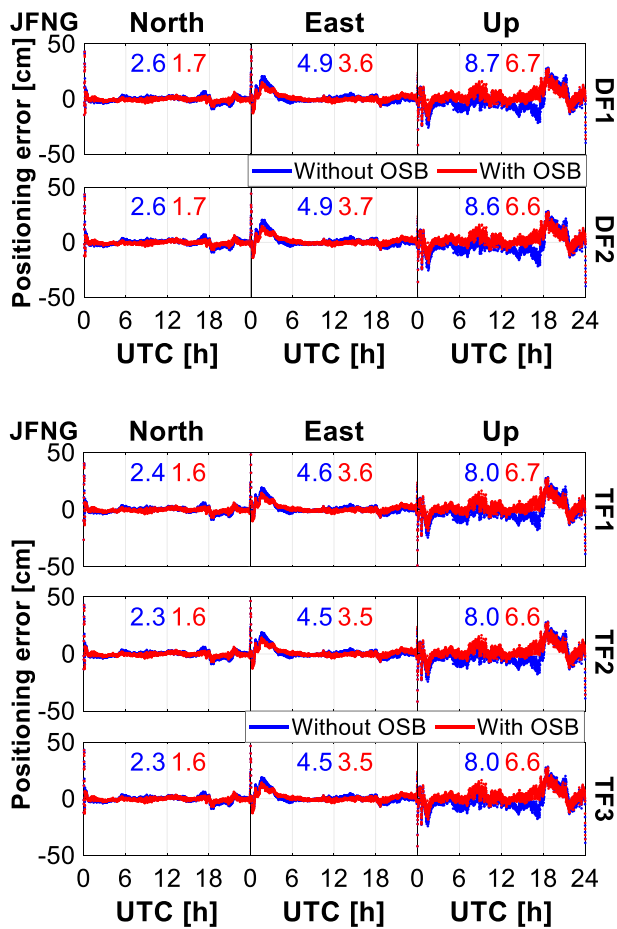 JFNG North East Up
Positioning error [cm]
50 2.6 1.7 4.9 3.6 8.7 6.7 DF1
0
-50
Without OSB With OSB
50 2.6 1.7 4.9 3.7 8.6 6.6 DF2
0
-50
0 6 12 18 0 6 12 18 0 6 12 18 24
UTC [h] UTC [h] UTC [h]
JFNG North East Up
Positioning error [cm]
50 2.4 1.6 4.6 3.6 8.0 6.7 TF1
0
-50
50 2.3 1.6 4.5 3.5 8.0 6.6 TF2
0
-50
Without OSB With OSB
50 2.3 1.6 4.5 3.5 8.0 6.6 TF3
0
-50
0 6 12 18 0 6 12 18 0 6 12 18 24
UTC [h] UTC [h] UTC [h]